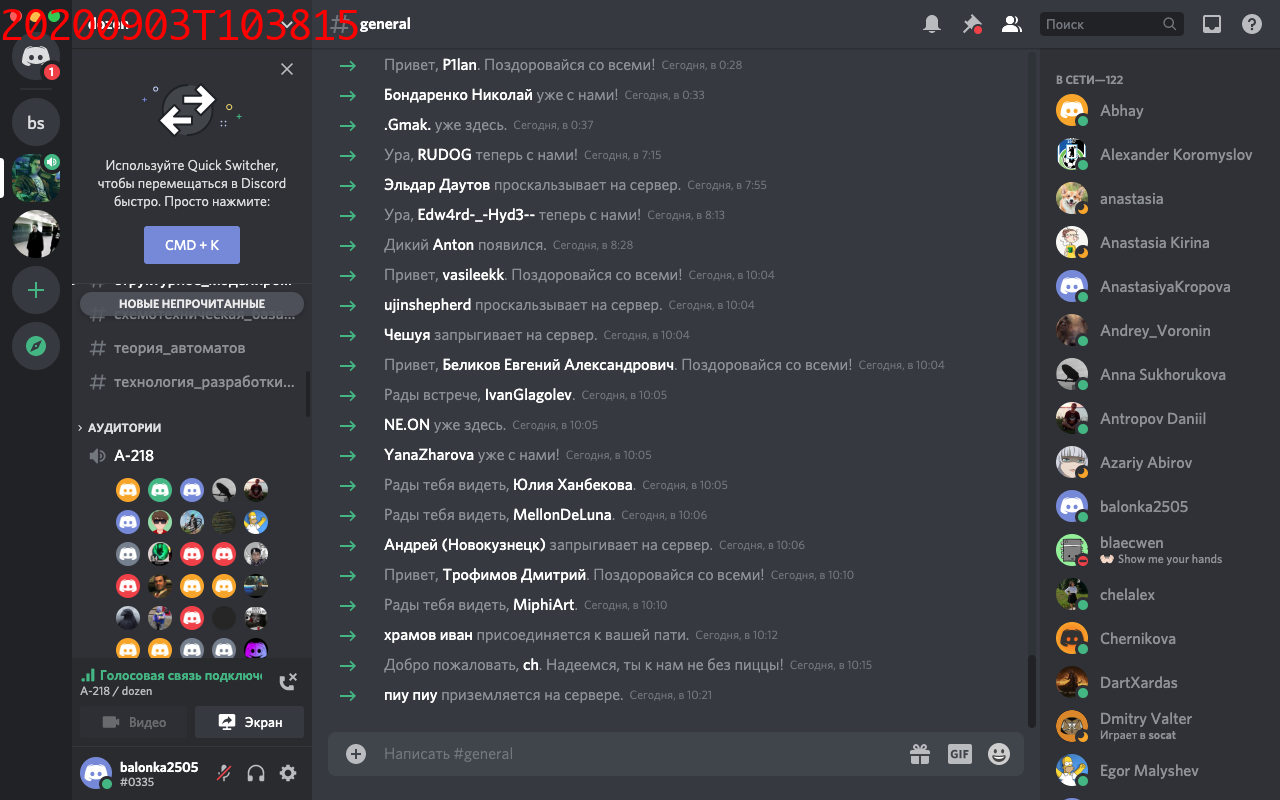 20200903T103815
dozen
general
Поиск
1
bs
Используйте Quick Switcher,
чтобы перемещаться в Discord
быстро. Просто нажмите:
CMD + K
НОВЫЕ НЕПРОЧИТАННЫЕ
теория_автоматов
технология_разработки...
АУДИТОРИИ
A-218
Голосовая связь подключе
A-218 / dozen
Видео
Экран
balonka2505
#0335
Привет, P1lan. Поздоровайся со всеми! Сегодня, в 0:28
Бондаренко Николай уже с нами! Сегодня, в 0:33
.Gmak. уже здесь. Сегодня, в 0:37
Ура, RUDOG теперь с нами! Сегодня, в 7:15
Эльдар Даутов проскальзывает на сервер. Сегодня, в 7:55
Ура, Edw4rd-_-Hyd3-- теперь с нами! Сегодня, в 8:13
Дикий Anton появился. Сегодня, в 8:28
Привет, vasileekk. Поздоровайся со всеми! Сегодня, в 10:04
ujinshepherd проскальзывает на сервер. Сегодня, в 10:04
Чешуя запрыгивает на сервер. Сегодня, в 10:04
Привет, Беликов Евгений Александрович. Поздоровайся со всеми! Сегодня, в 10:04
Рады встрече, IvanGlagolev. Сегодня, в 10:05
NE.ON уже здесь. Сегодня, в 10:05
YanaZharova уже с нами! Сегодня, в 10:05
Рады тебя видеть, Юлия Ханбекова. Сегодня, в 10:05
Рады тебя видеть, MellonDeLuna. Сегодня, в 10:06
Андрей (Новокузнецк) запрыгивает на сервер. Сегодня, в 10:06
Привет, Трофимов Дмитрий. Поздоровайся со всеми! Сегодня, в 10:10
Рады тебя видеть, MiphiArt. Сегодня, в 10:10
храмов иван присоединяется к вашей пати. Сегодня, в 10:12
Добро пожаловать, ch. Надеемся, ты к нам не без пиццы! Сегодня, в 10:15
пиу пиу приземляется на сервере. Сегодня, в 10:21
Написать #general
GIF
В СЕТИ—122
Abhay
Alexander Koromyslov
anastasia
Anastasia Kirina
AnastasiyaKropova
Andrey_Voronin
Anna Sukhorukova
Antropov Daniil
Azariy Abirov
balonka2505
blaecwen
Show me your hands
chelalex
Chernikova
DartXardas
Dmitry Valter
Играет в socat
Egor Malyshev